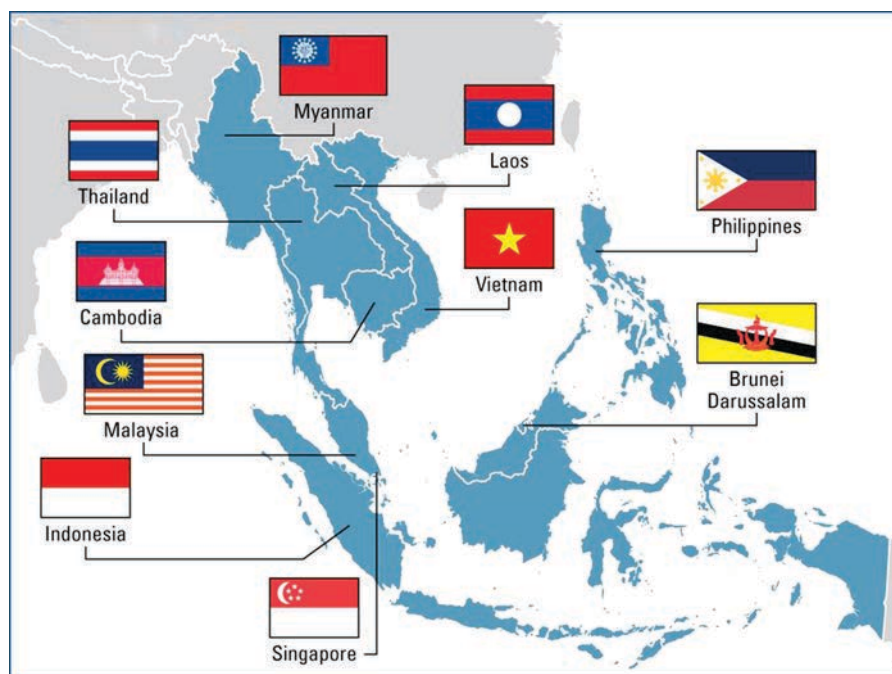 Myanmar
Laos
Thailand
Philippines
Vietnam
Cambodia
Brunei
Darussalam
Malaysia
Indonesia
Singapore